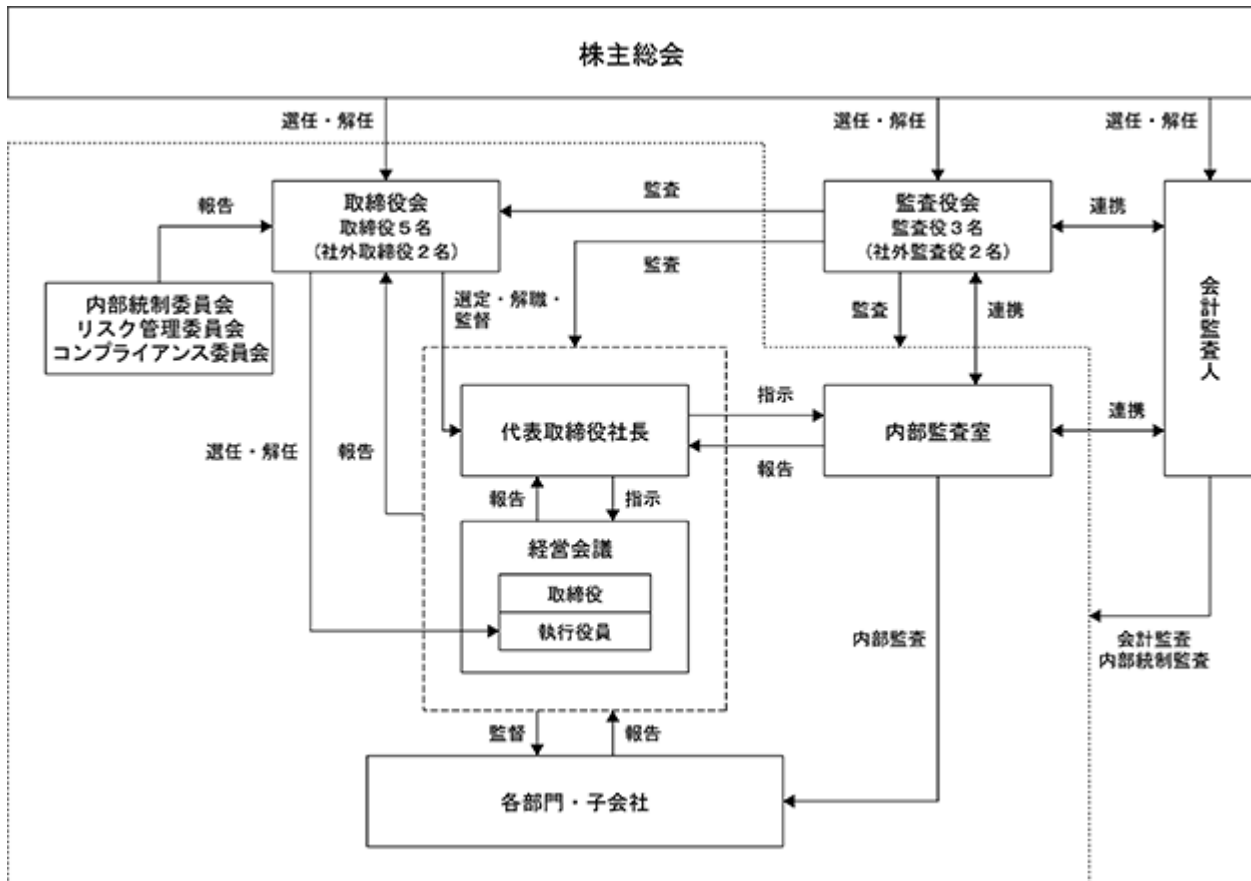 株主総会
選任・解任
選任・解任
選任・解任
取締役会
取締役5名
(社外取締役2名)
監査
監査役会
監査役3名
(社外監査役2名)
連携
報告
監査
内部統制委員会
リスク管理委員会
コンプライアンス委員会
選定・解職・
監督
監査
連携
会計監査人
代表取締役社長
指示
報告
内部監査室
連携
選任・解任
報告
報告
指示
経営会議
取締役
執行役員
内部監査
会計監査
内部統制監査
監督
報告
各部門・子会社